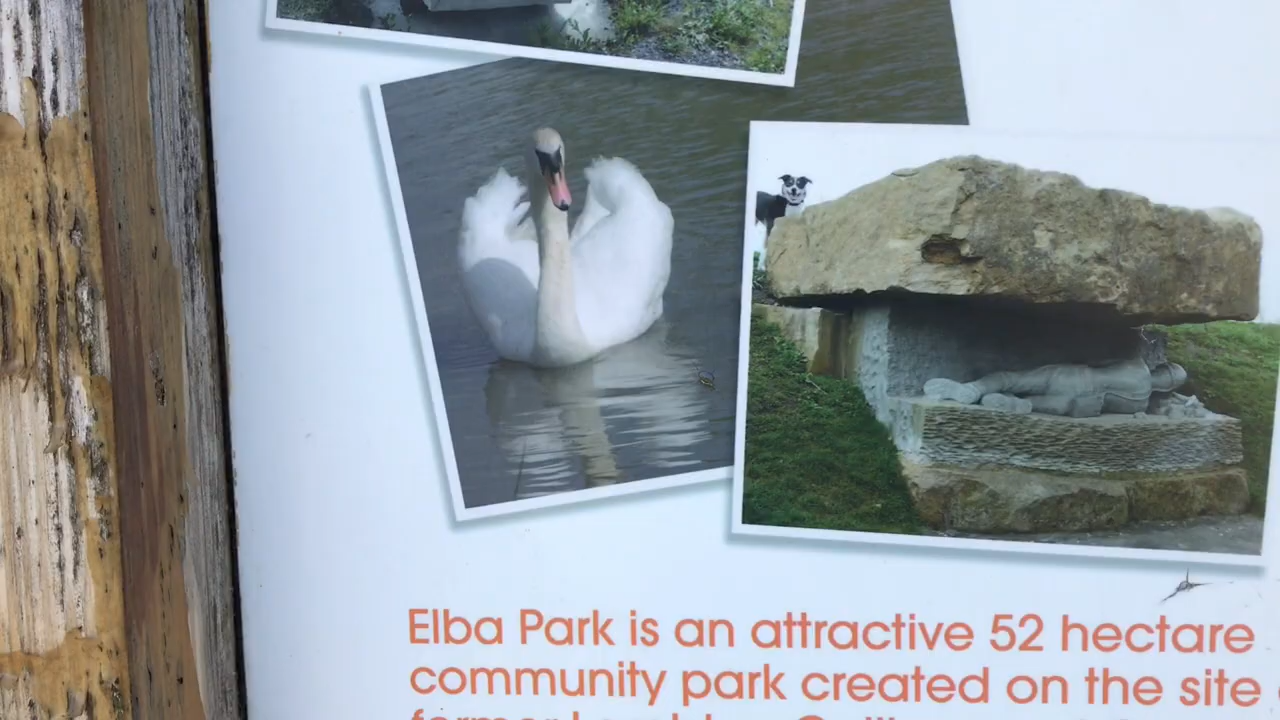 Elba Park is an attractive 52 hectare
community park created on the site